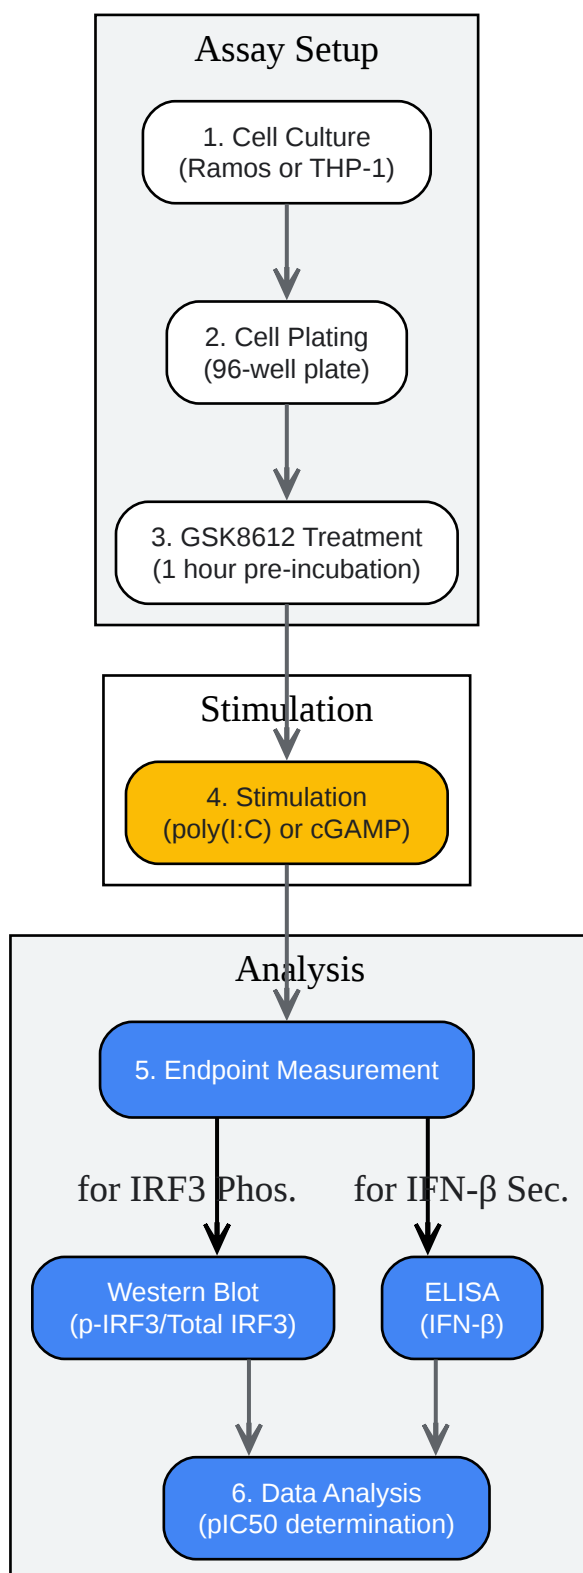 Assay Setup
1. Cell Culture
(Ramos or THP-1)
2. Cell Plating
(96-well plate)
3. GSK8612 Treatment
(1 hour pre-incubation)
Stimulation
4. Stimulation
(poly(I:C) or cGAMP)
Analysis
5. Endpoint Measurement
for IRF3 Phos.
for IFN-β Sec.
Western Blot
(p-IRF3/Total IRF3)
ELISA
(IFN-β)
6. Data Analysis
(pIC50 determination)